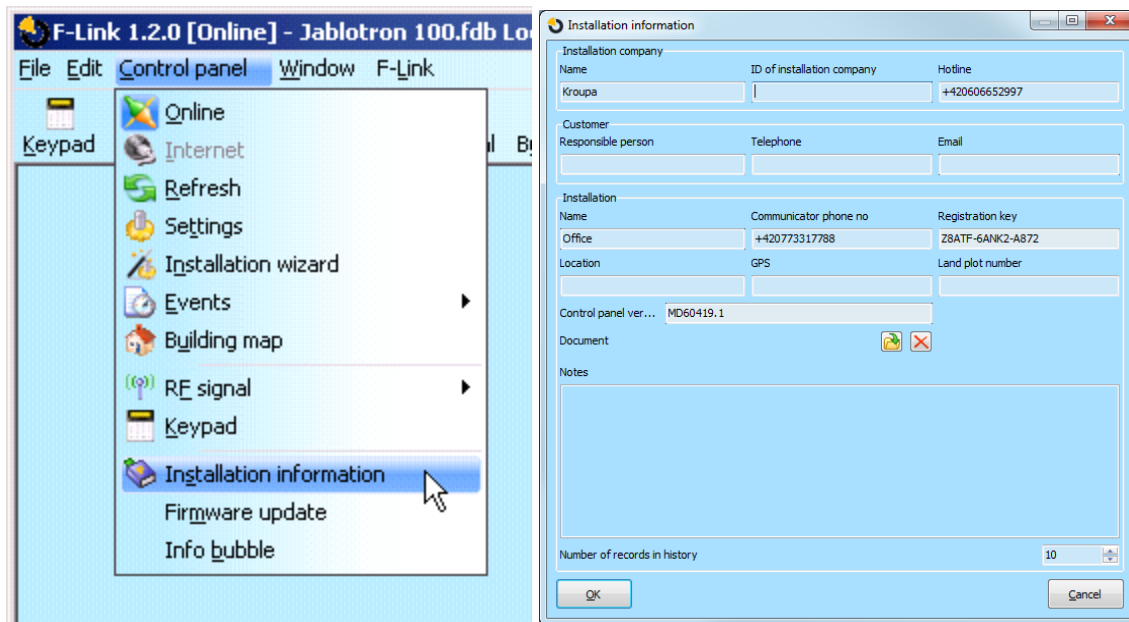 F-Link 1.2.0 [Online] - Jablotron 100.fdb
File Edit Control panel Window F-Link
Keypad
Online
Internet
Refresh
Settings
Installation wizard
Events
Building map
RF signal
Keypad
Installation information
Firmware update
Info bubble
Installation information
Installation company
Name ID of installation company Hotline
Kroupa +420606652997
Customer
Responsible person Telephone Email
Installation
Name Communicator phone no Registration key
Office +420773317788 Z8ATF-6ANK2-A872
Location GPS Land plot number
Control panel ver... MD60419.1
Document
Notes
Number of records in history 10
OK Cancel